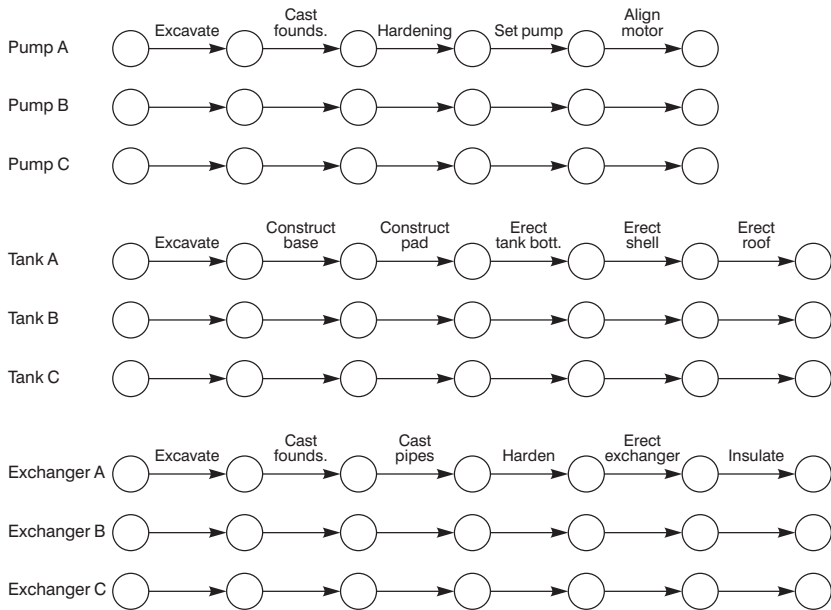 Pump A
Excavate
Cast
founds.
Hardening
Set pump
Align
motor
Pump B
Pump C
Tank A
Excavate
Construct
base
Construct
pad
Erect
tank bott.
Erect
shell
Erect
roof
Tank B
Tank C
Exchanger A
Excavate
Cast
founds.
Cast
pipes
Harden
Erect
exchanger
Insulate
Exchanger B
Exchanger C